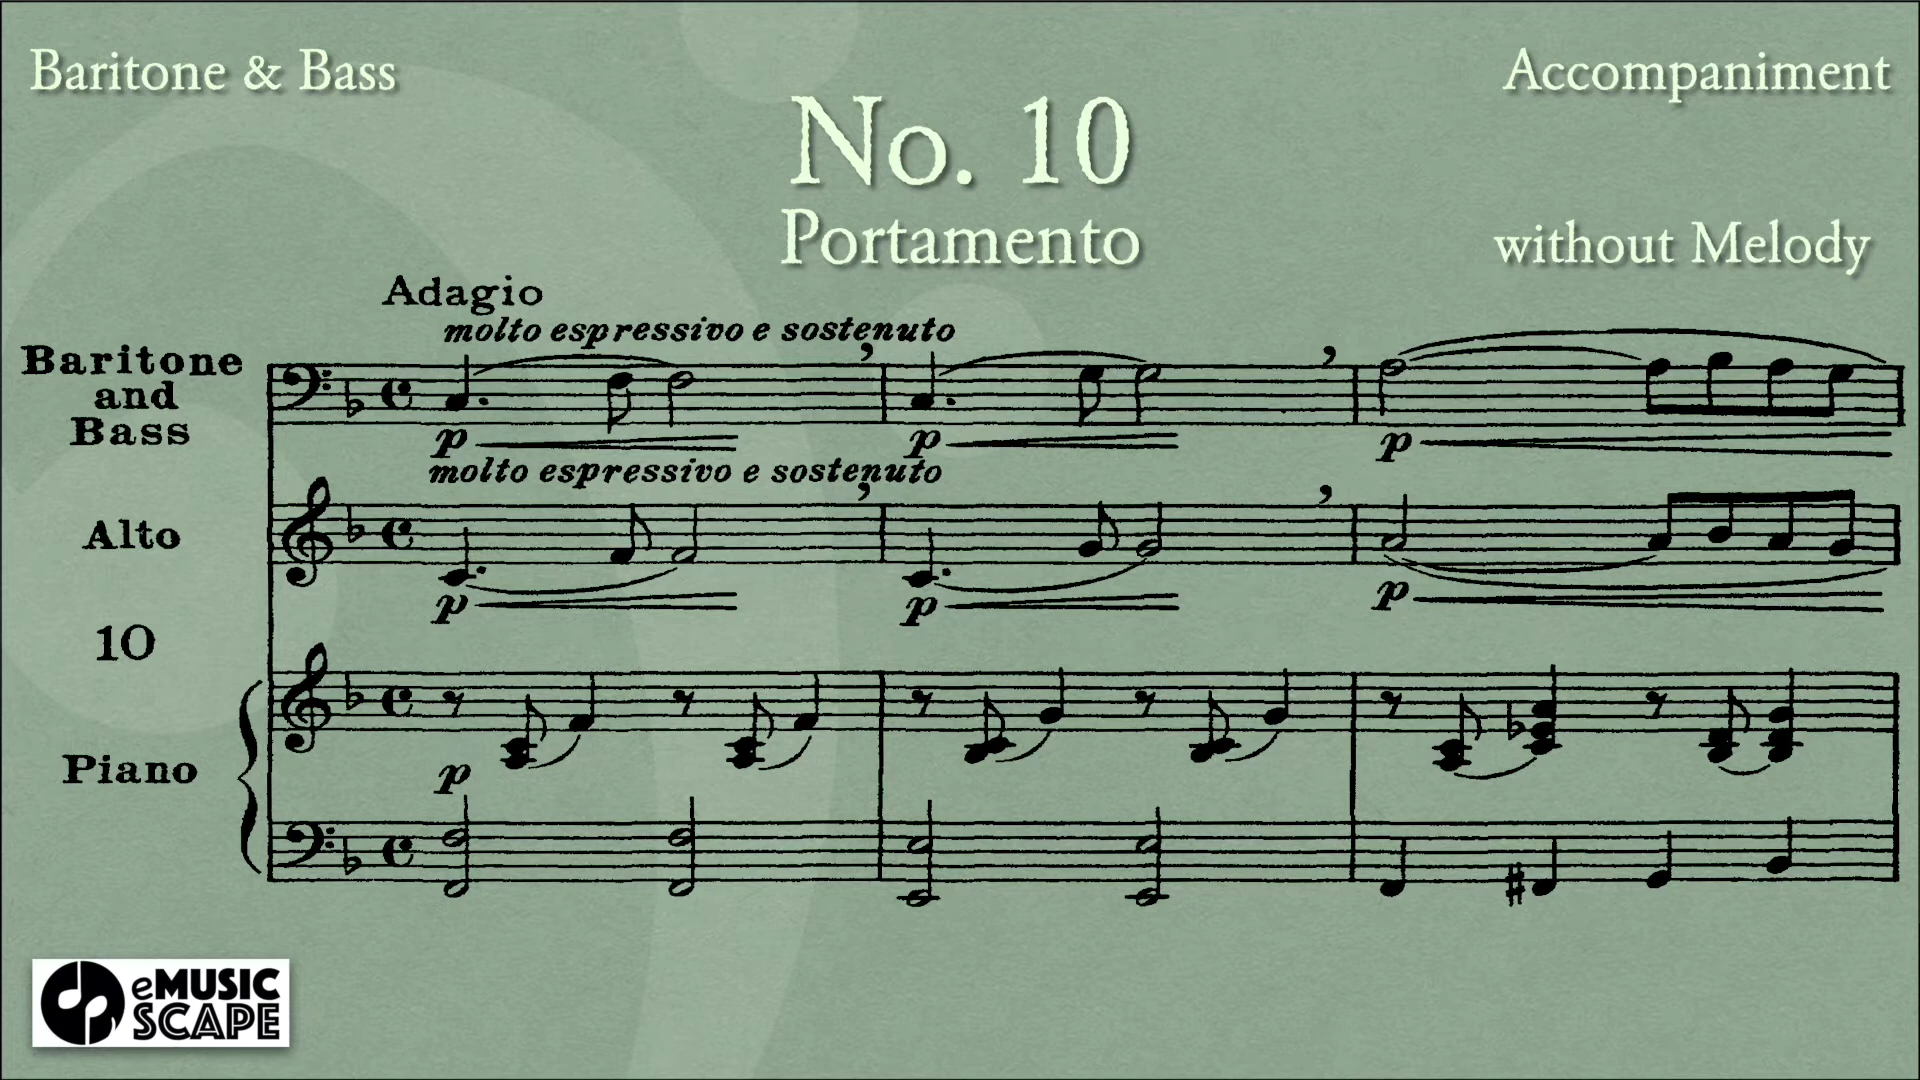 Baritone & Bass
Accompaniment
No. 10
Portamento
without Melody
Adagio
molto espressivo e sostenuto
Baritone
and
Bass
p
p
p
molto espressivo e sostenuto
Alto
p
p
p
10
Piano
p
eMUSIC
SCAPE